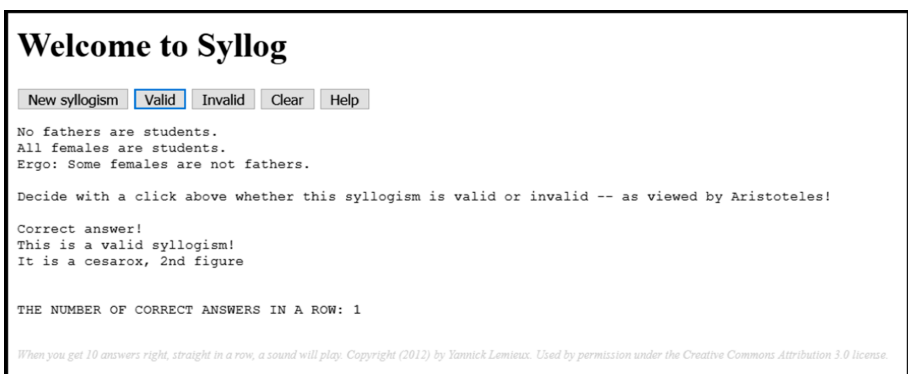 Welcome to Syllog
New syllogism Valid Invalid Clear Help
No fathers are students.
All females are students.
Ergo: Some females are not fathers.
Decide with a click above whether this syllogism is valid or invalid -- as viewed by Aristoteles!
Correct answer!
This is a valid syllogism!
It is a cesarox, 2nd figure
THE NUMBER OF CORRECT ANSWERS IN A ROW: 1
When you get 10 answers right, straight in a row, a sound will play. Copyright (2012) by Yannick Lemieux. Used by permission under the Creative Commons Attribution 3.0 license.